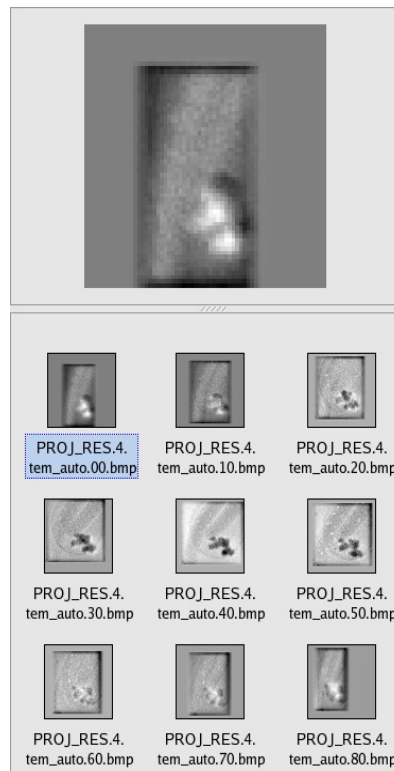 PROJ_RES.4.
tem_auto.00.bmp
PROJ_RES.4.
tem_auto.10.bmp
PROJ_RES.4.
tem_auto.20.bmp
PROJ_RES.4.
tem_auto.30.bmp
PROJ_RES.4.
tem_auto.40.bmp
PROJ_RES.4.
tem_auto.50.bmp
PROJ_RES.4.
tem_auto.60.bmp
PROJ_RES.4.
tem_auto.70.bmp
PROJ_RES.4.
tem_auto.80.bmp